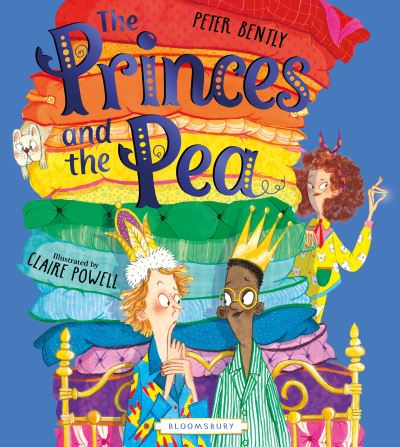 PETER BENTLY
The
Princes
and
the
Pea
Illustrated by
CLAIRE POWELL
BLOOMSBURY